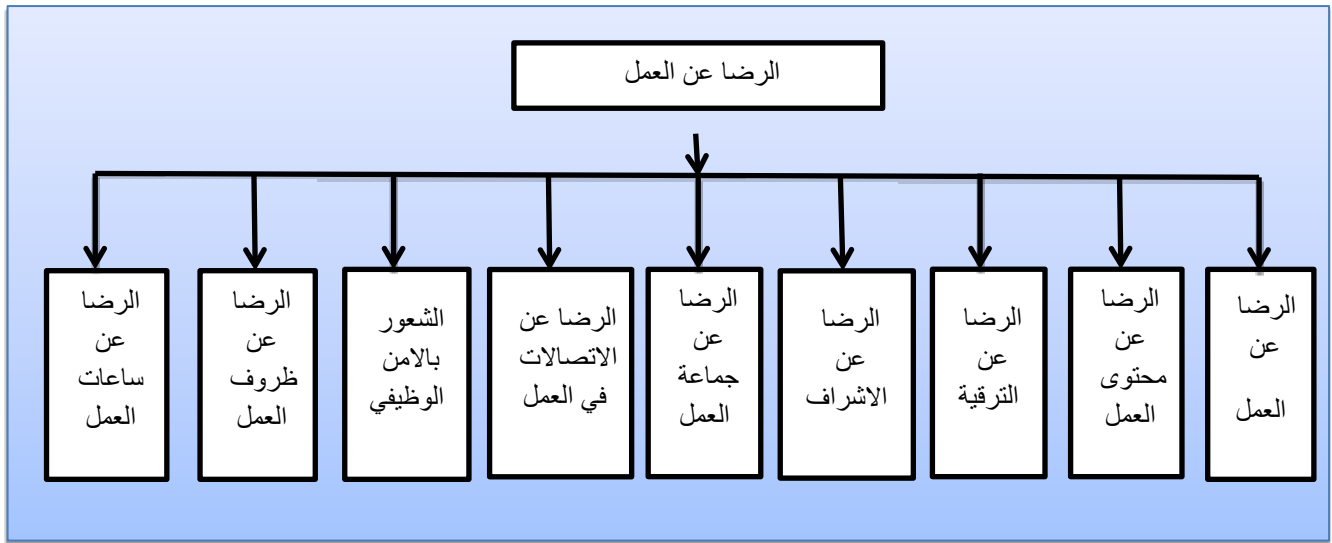 الرضا عن العمل
الرضا
عن
العمل
الرضا
عن
محتوى
العمل
الرضا
عن
الترقية
الرضا
عن
الاشراف
الرضا
عن
جماعة
العمل
الرضا عن
الاتصالات
في العمل
الشعور
بالامن
الوظيفي
الرضا
عن
ظروف
العمل
الرضا
عن
ساعات
العمل